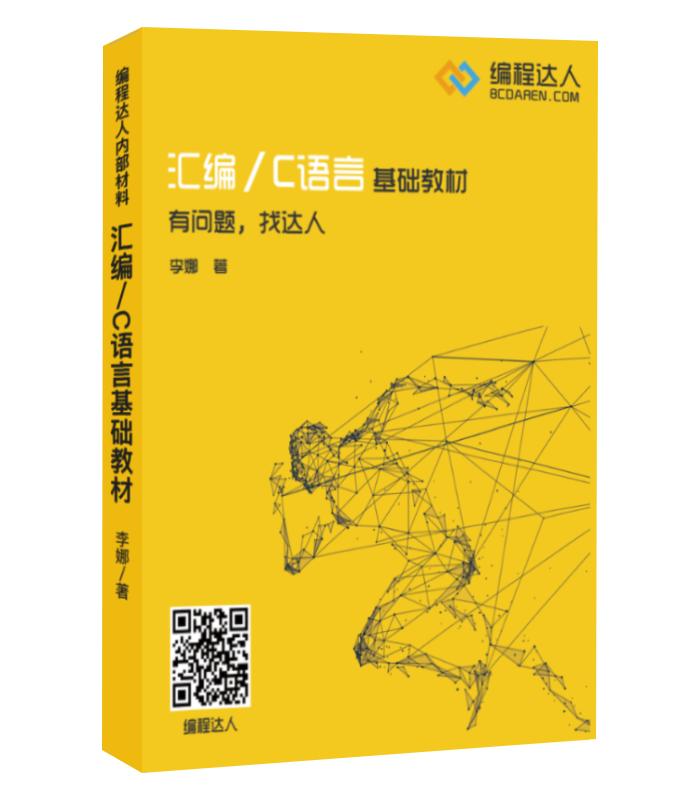 编程达人内部材料
汇编/C语言基础教材
李娜/著
编程达人
BCDAREN.COM
汇编/C语言 基础教材
有问题，找达人
李娜 著
编程达人